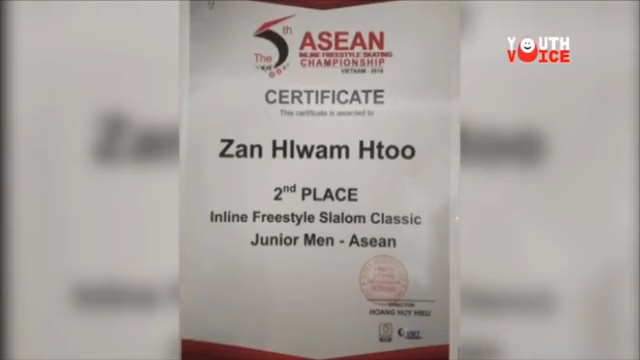 YOUTH
VOICE
The 5th
ASEAN
INLINE FREESTYLE SKATING
CHAMPIONSHIP
VIETNAM - 2018
CERTIFICATE
This certificate is awarded to
Zan Hlwam Htoo
2nd PLACE
Inline Freestyle Slalom Classic
Junior Men - Asean
DIRECTOR
HOANG HUY HIEU